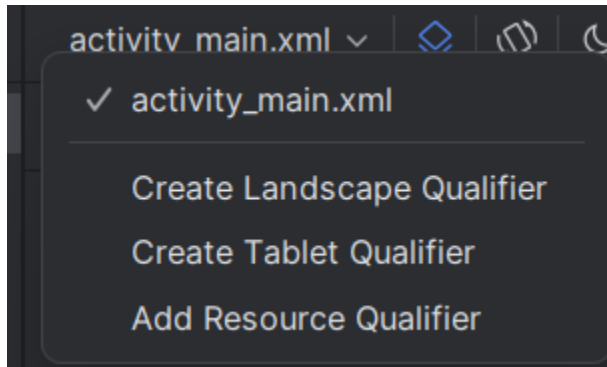 activity_main.xml
activity_main.xml
Create Landscape Qualifier
Create Tablet Qualifier
Add Resource Qualifier